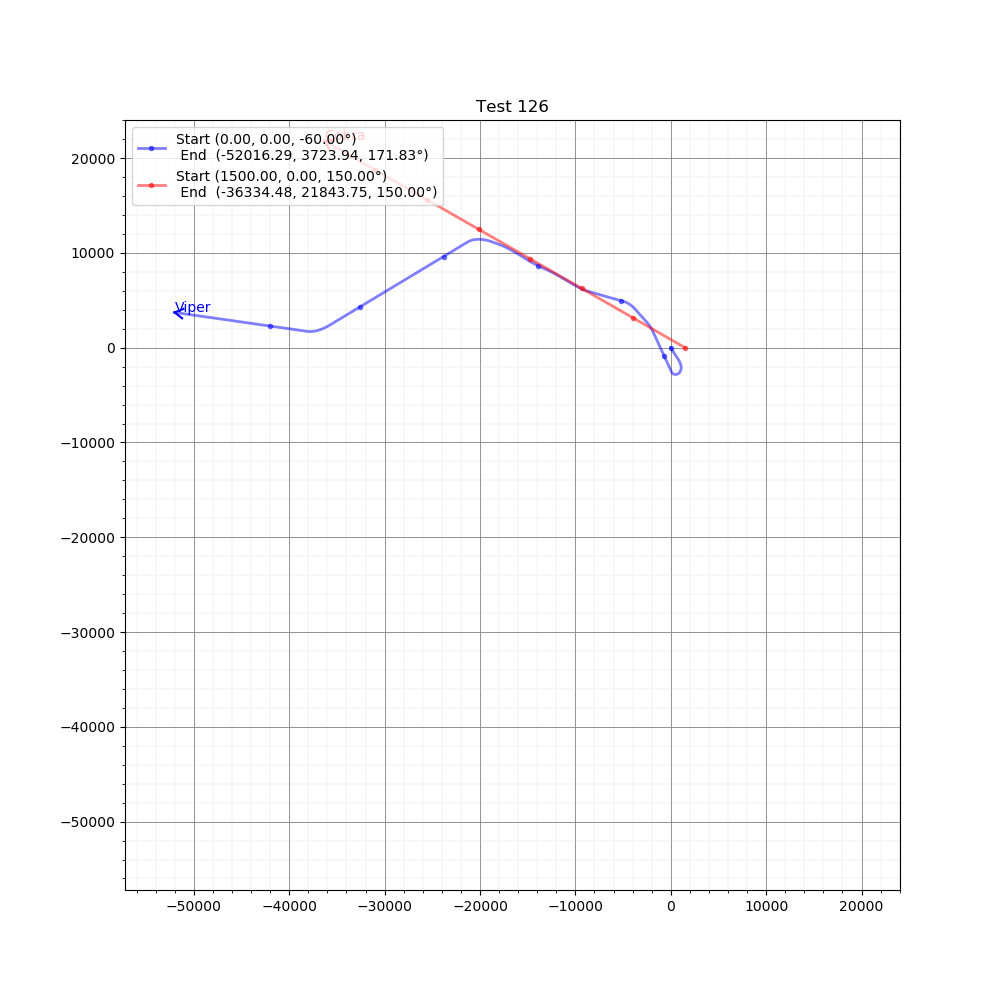 Test 126
Start (0.00, 0.00, -60.00°)
End (-52016.29, 3723.94, 171.83°)
Start (1500.00, 0.00, 150.00°)
End (-36334.48, 21843.75, 150.00°)
Viper
20000
10000
0
−10000
−20000
−30000
−40000
−50000
−50000 −40000 −30000 −20000 −10000 0 10000 20000